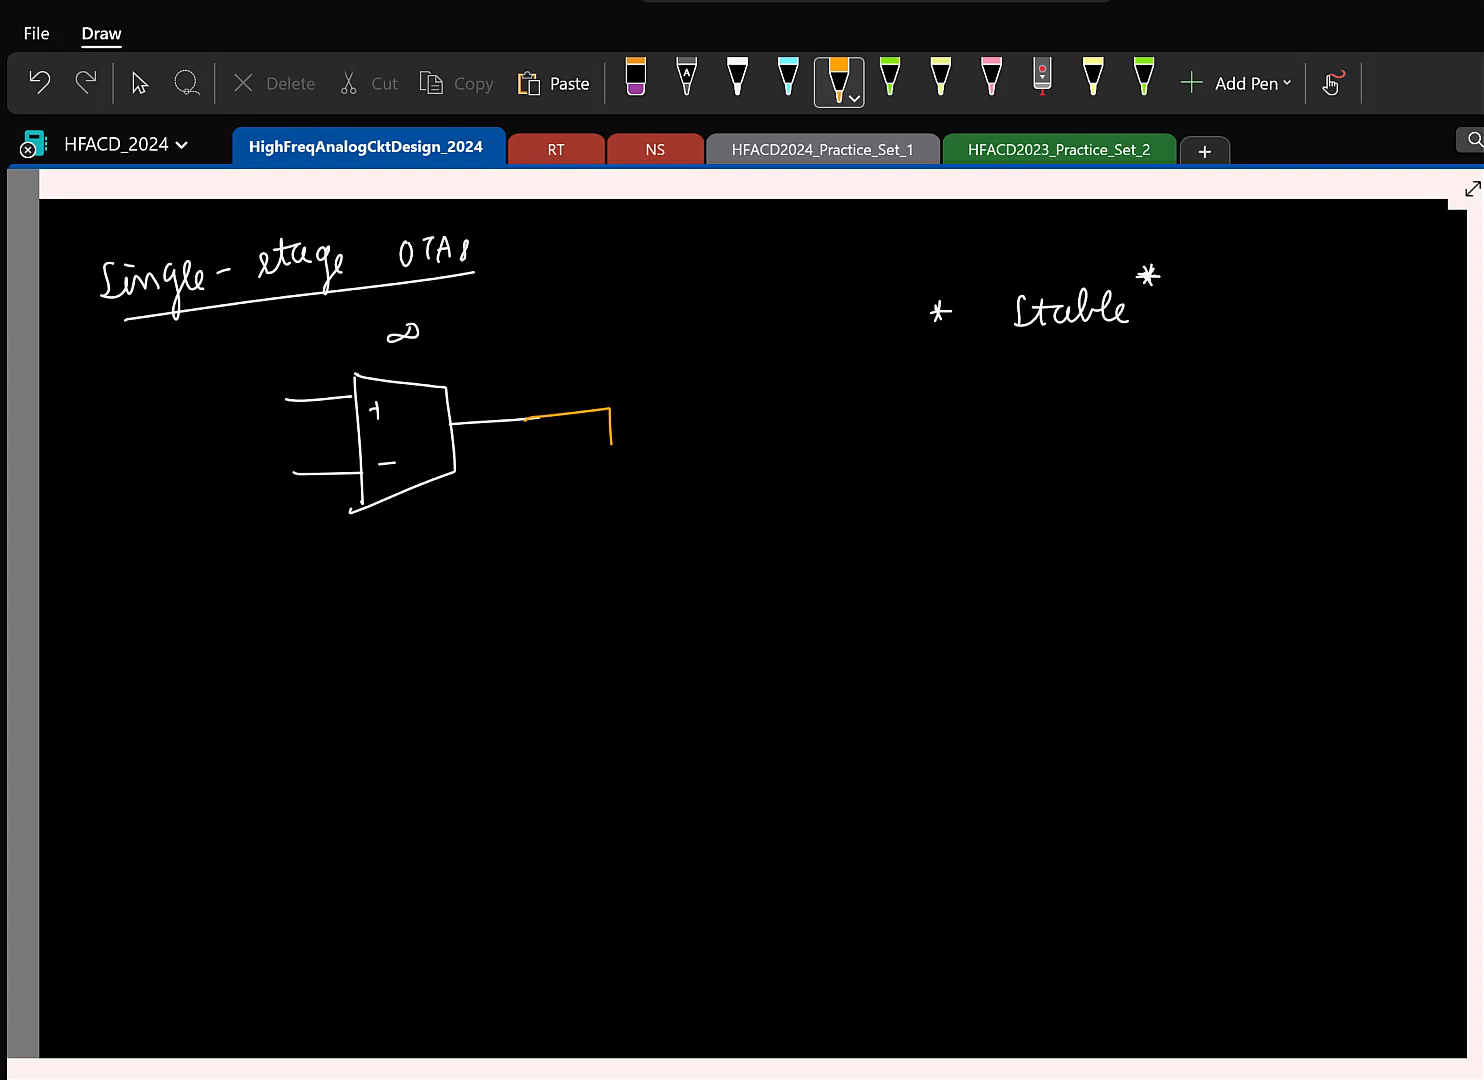 File Draw
Delete Cut Copy Paste A Add Pen
HFACD_2024 HighFreqAnalogCktDesign_2024 RT NS HFACD2024_Practice_Set_1 HFACD2023_Practice_Set_2 +
Single-stage OTAs
* Stable*
∞
+
−